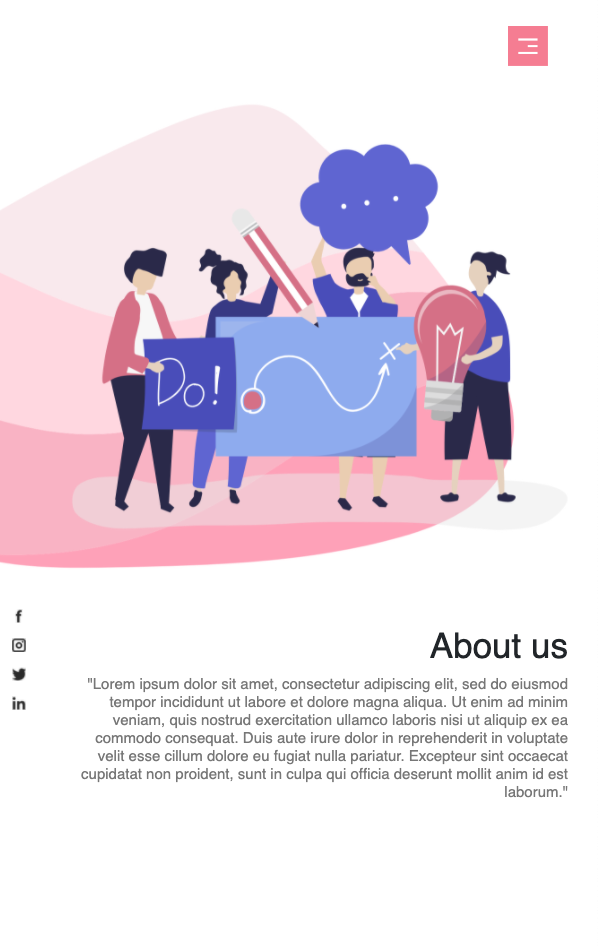 Do!
About us
"Lorem ipsum dolor sit amet, consectetur adipiscing elit, sed do eiusmod
tempor incididunt ut labore et dolore magna aliqua. Ut enim ad minim
veniam, quis nostrud exercitation ullamco laboris nisi ut aliquip ex ea
commodo consequat. Duis aute irure dolor in reprehenderit in voluptate
velit esse cillum dolore eu fugiat nulla pariatur. Excepteur sint occaecat
cupidatat non proident, sunt in culpa qui officia deserunt mollit anim id est
laborum."